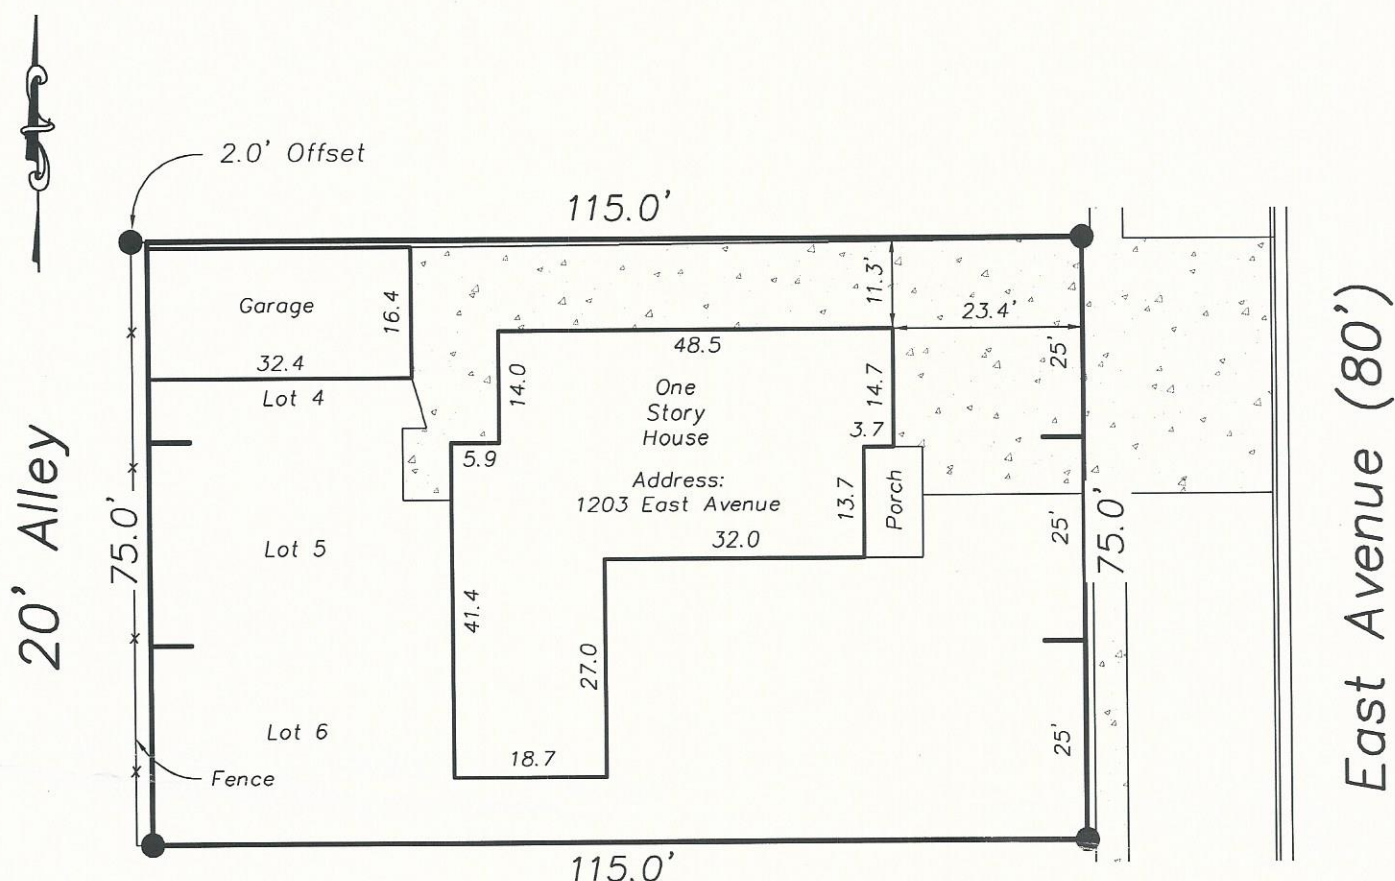 2.0' Offset
115.0'
Garage
16.4
32.4
11.3'
23.4'
25'
48.5
14.0
14.7
One
Story
House
Lot 4
3.7
5.9
Address:
1203 East Avenue
13.7
Porch
32.0
20' Alley
75.0'
Lot 5
25'
75.0'
East Avenue (80')
41.4
27.0
Lot 6
25'
18.7
Fence
115.0'